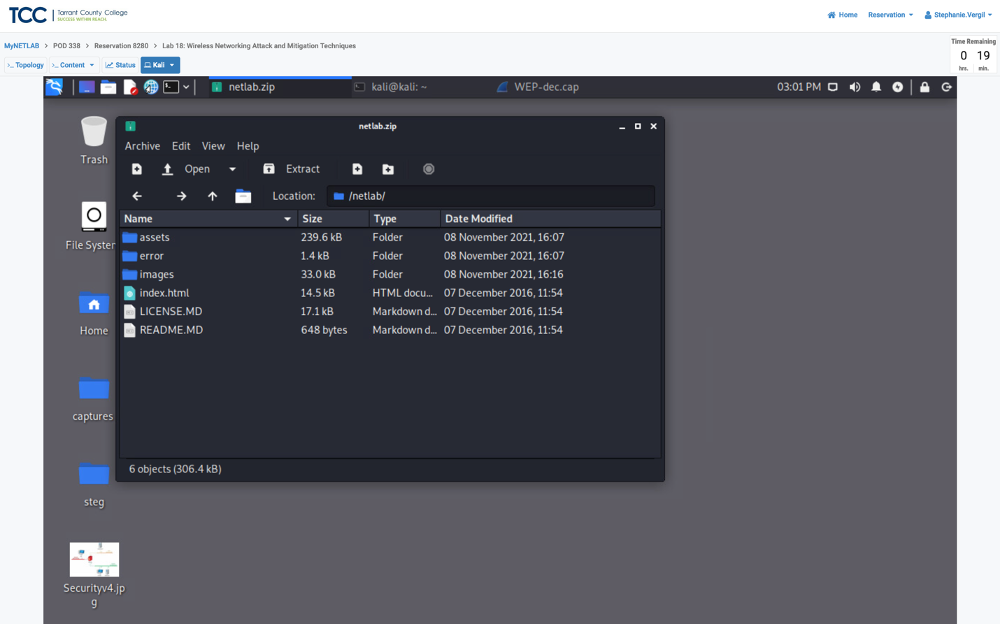 TCC Tarrant County College
SUCCESS WITHIN REACH.
Home Reservation Stephanie.Vergil
MyNETLAB > POD 338 > Reservation 8280 > Lab 18: Wireless Networking Attack and Mitigation Techniques
Time Remaining
0 19
hrs. min.
>_ Topology >_ Content Status Kali
netlab.zip kali@kali: ~ WEP-dec.cap 03:01 PM
netlab.zip
Archive Edit View Help
Open Extract
Location: /netlab/
Name Size Type Date Modified
assets 239.6 kB Folder 08 November 2021, 16:07
error 1.4 kB Folder 08 November 2021, 16:07
images 33.0 kB Folder 08 November 2021, 16:16
index.html 14.5 kB HTML docu... 07 December 2016, 11:54
LICENSE.MD 17.1 kB Markdown d... 07 December 2016, 11:54
README.MD 648 bytes Markdown d... 07 December 2016, 11:54
6 objects (306.4 kB)
Trash
File System
Home
captures
steg
Securityv4.jp
g